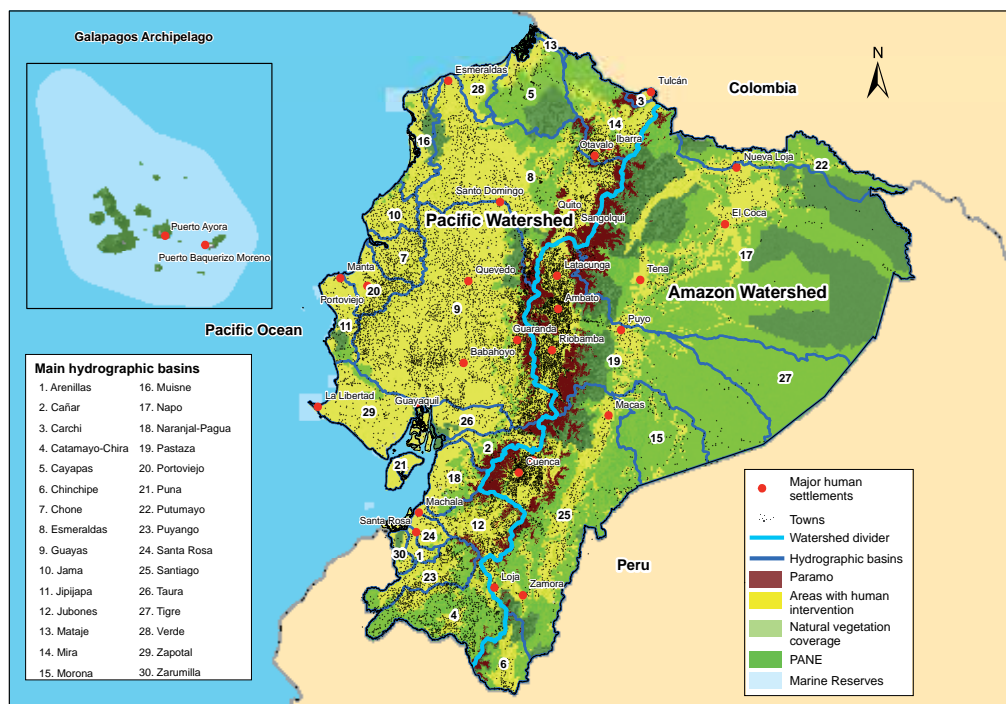 Galapagos Archipelago
Puerto Ayora
Puerto Baquerizo Moreno
N
Colombia
Peru
Pacific Ocean
Pacific Watershed
Amazon Watershed
13
Esmeraldas
28
5
Tulcán
3
14
Ibarra
Otavalo
16
Nueva Loja
22
8
Santo Domingo
Quito
Sangolqui
El Coca
10
7
17
Manta
20
Portoviejo
Quevedo
Latacunga
Tena
9
Ambato
11
Guaranda
Puyo
Riobamba
Babahoyo
19
27
La Libertad
29
Guayaquil
26
Macas
15
2
21
18
Cuenca
Machala
Santa Rosa
12
25
24
30
1
23
Loja
Zamora
4
6
Main hydrographic basins
1. Arenillas
2. Cañar
3. Carchi
4. Catamayo-Chira
5. Cayapas
6. Chinchipe
7. Chone
8. Esmeraldas
9. Guayas
10. Jama
11. Jipijapa
12. Jubones
13. Mataje
14. Mira
15. Morona
16. Muisne
17. Napo
18. Naranjal-Pagua
19. Pastaza
20. Portoviejo
21. Puna
22. Putumayo
23. Puyango
24. Santa Rosa
25. Santiago
26. Taura
27. Tigre
28. Verde
29. Zapotal
30. Zarumilla
Major human
settlements
Towns
Watershed divider
Hydrographic basins
Paramo
Areas with human
intervention
Natural vegetation
coverage
PANE
Marine Reserves